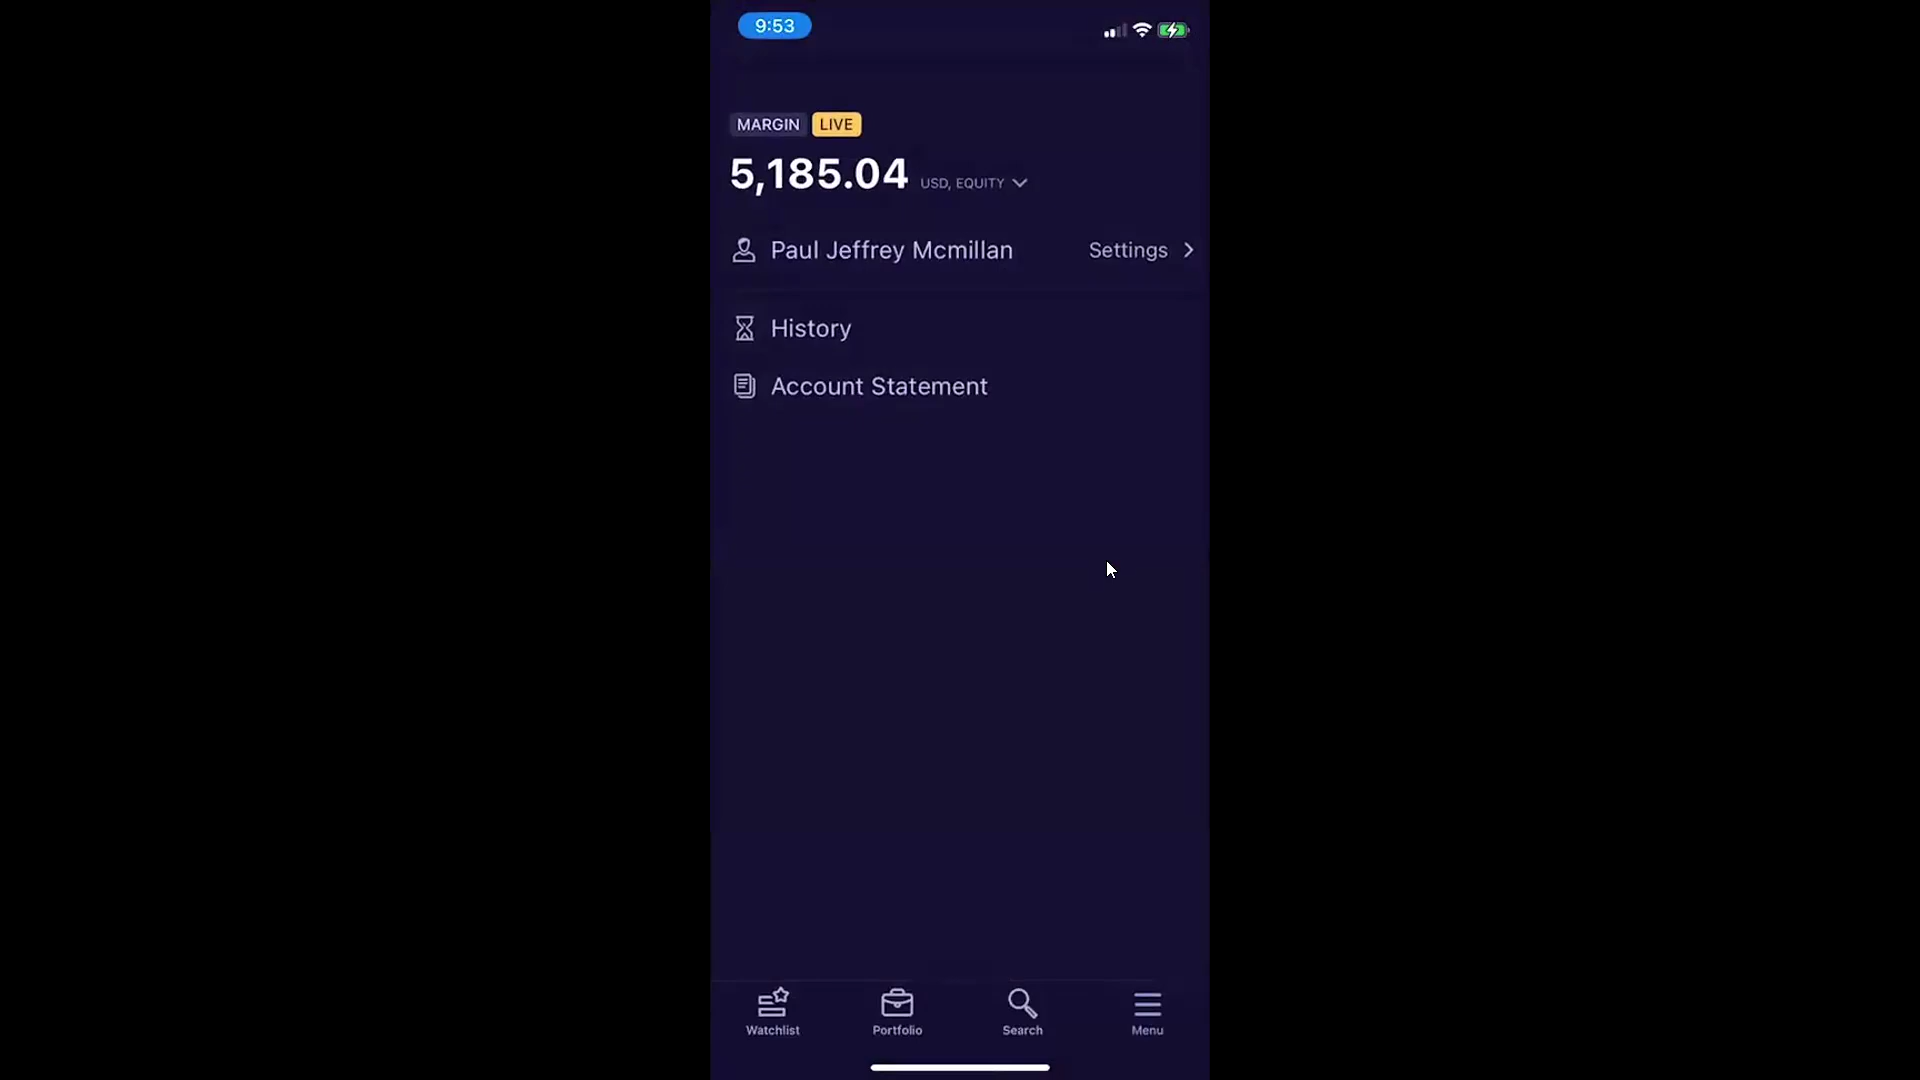 9:53
MARGIN LIVE
5,185.04 USD, EQUITY
Paul Jeffrey Mcmillan Settings
History
Account Statement
Watchlist Portfolio Search Menu